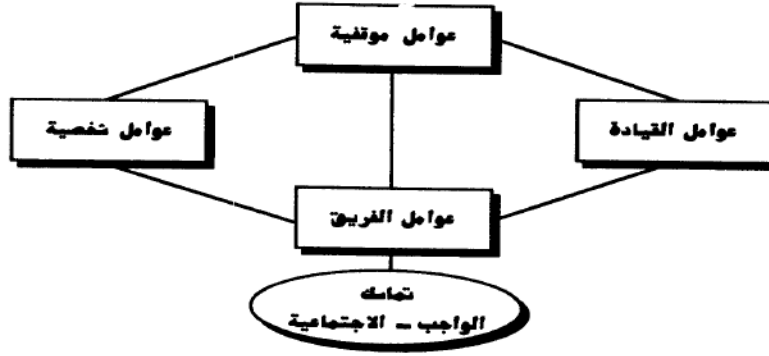 عوامل موقفية
عوامل القيادة
عوامل شخصية
عوامل الفريق
تماسك
الواجب – الاجتماعية